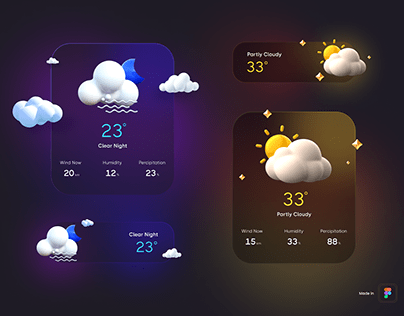 23°
Clear Night
Wind Now Humidity Percipitation
20 km 12% 23%
Clear Night
23°
Partly Cloudy
33°
33°
Partly Cloudy
Wind Now Humidity Percipitation
15 km 33% 88%
Made in